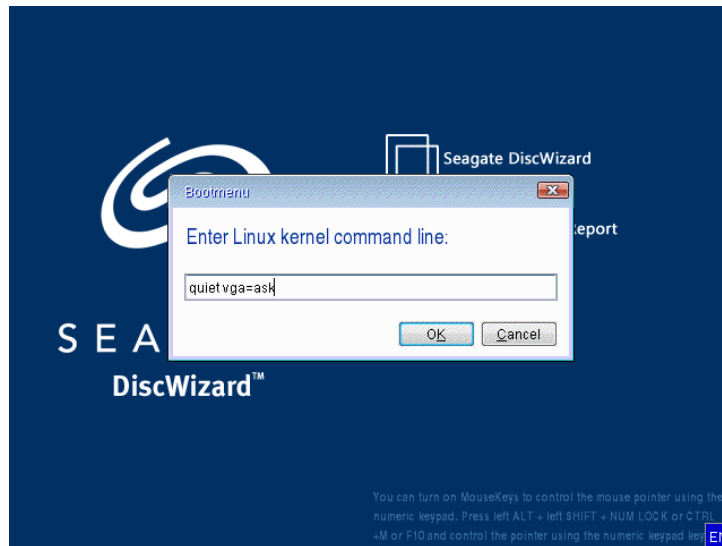 Seagate DiscWizard
Bootmenu
eport
Enter Linux kernel command line:
quiet vga=ask
OK
Cancel
SEA
DiscWizard™
You can turn on MouseKeys to control the mouse pointer using the
numeric keypad. Press left ALT + left SHIFT + NUM LOCK or CTRL
+M or F10 and control the pointer using the numeric keypad key
EN